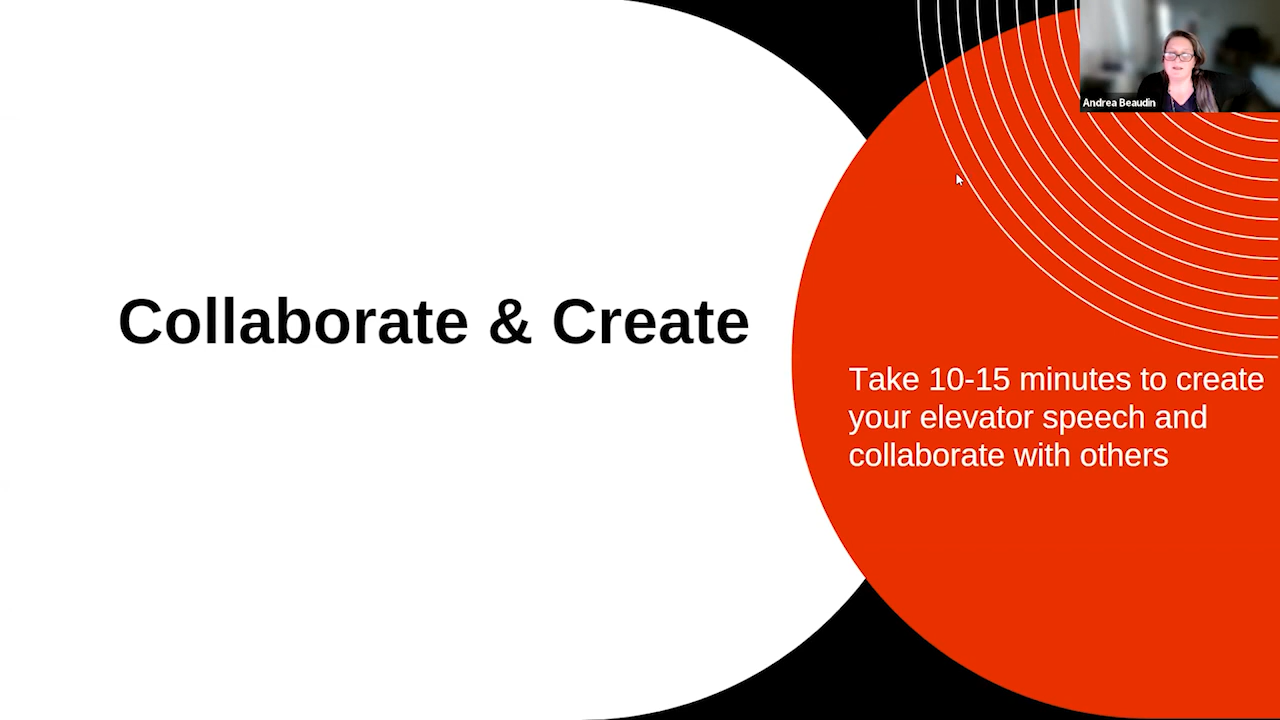 Andrea Beaudin
Collaborate & Create
Take 10-15 minutes to create
your elevator speech and
collaborate with others